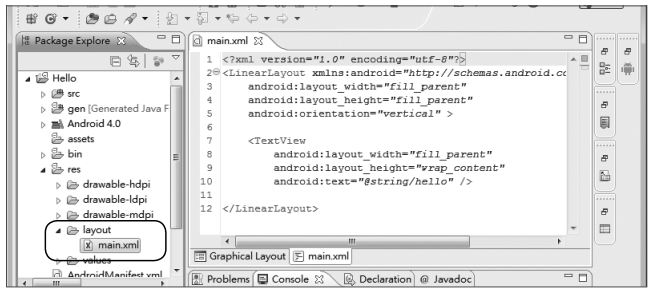 Package Explore
Hello
src
gen [Generated Java F
Android 4.0
assets
bin
res
drawable-hdpi
drawable-ldpi
drawable-mdpi
layout
main.xml
values
AndroidManifest.xml
main.xml
1 <?xml version="1.0" encoding="utf-8"?>
2 <LinearLayout xmlns:android="http://schemas.android.co
3 android:layout_width="fill_parent"
4 android:layout_height="fill_parent"
5 android:orientation="vertical" >
6
7 <TextView
8 android:layout_width="fill_parent"
9 android:layout_height="wrap_content"
10 android:text="@string/hello" />
11
12 </LinearLayout>
Graphical Layout main.xml
Problems Console Declaration @ Javadoc